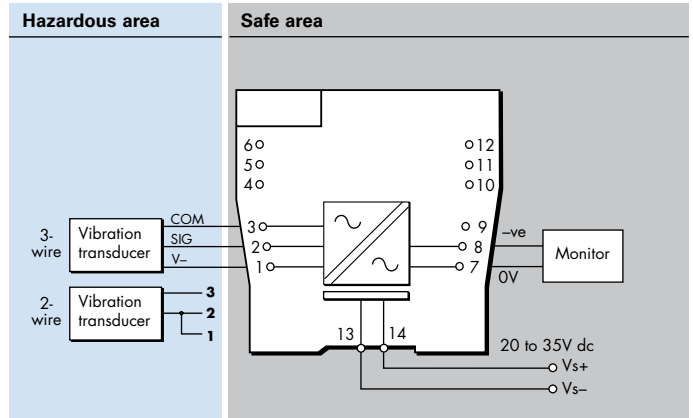 Hazardous area
Safe area
6 12
5 11
4 10
3-
wire
Vibration
transducer
COM
SIG
V–
3
2
1
9
8
7
–ve
0V
Monitor
2-
wire
Vibration
transducer
3
2
1
13 14
20 to 35V dc
Vs+
Vs–